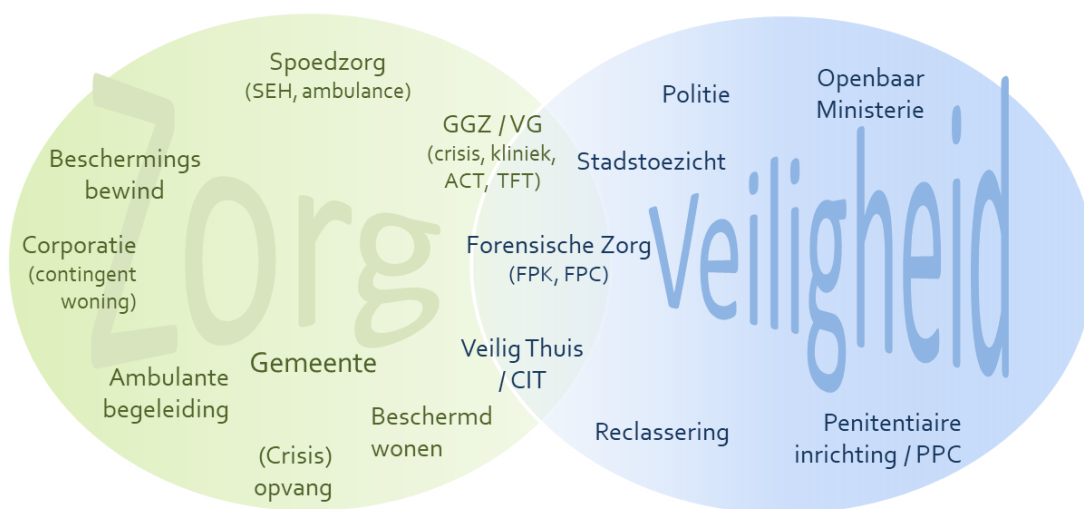 Zorg
Spoedzorg
(SEH, ambulance)
GGZ / VG
(crisis, kliniek,
ACT, TFT)
Beschermings
bewind
Corporatie
(contingent
woning)
Gemeente
Ambulante
begeleiding
Beschermd
wonen
(Crisis)
opvang
Forensische Zorg
(FPK, FPC)
Veilig Thuis
/ CIT
veiligheid
Politie
Openbaar
Ministerie
Stadstoezicht
Reclassering
Penitentiaire
inrichting / PPC